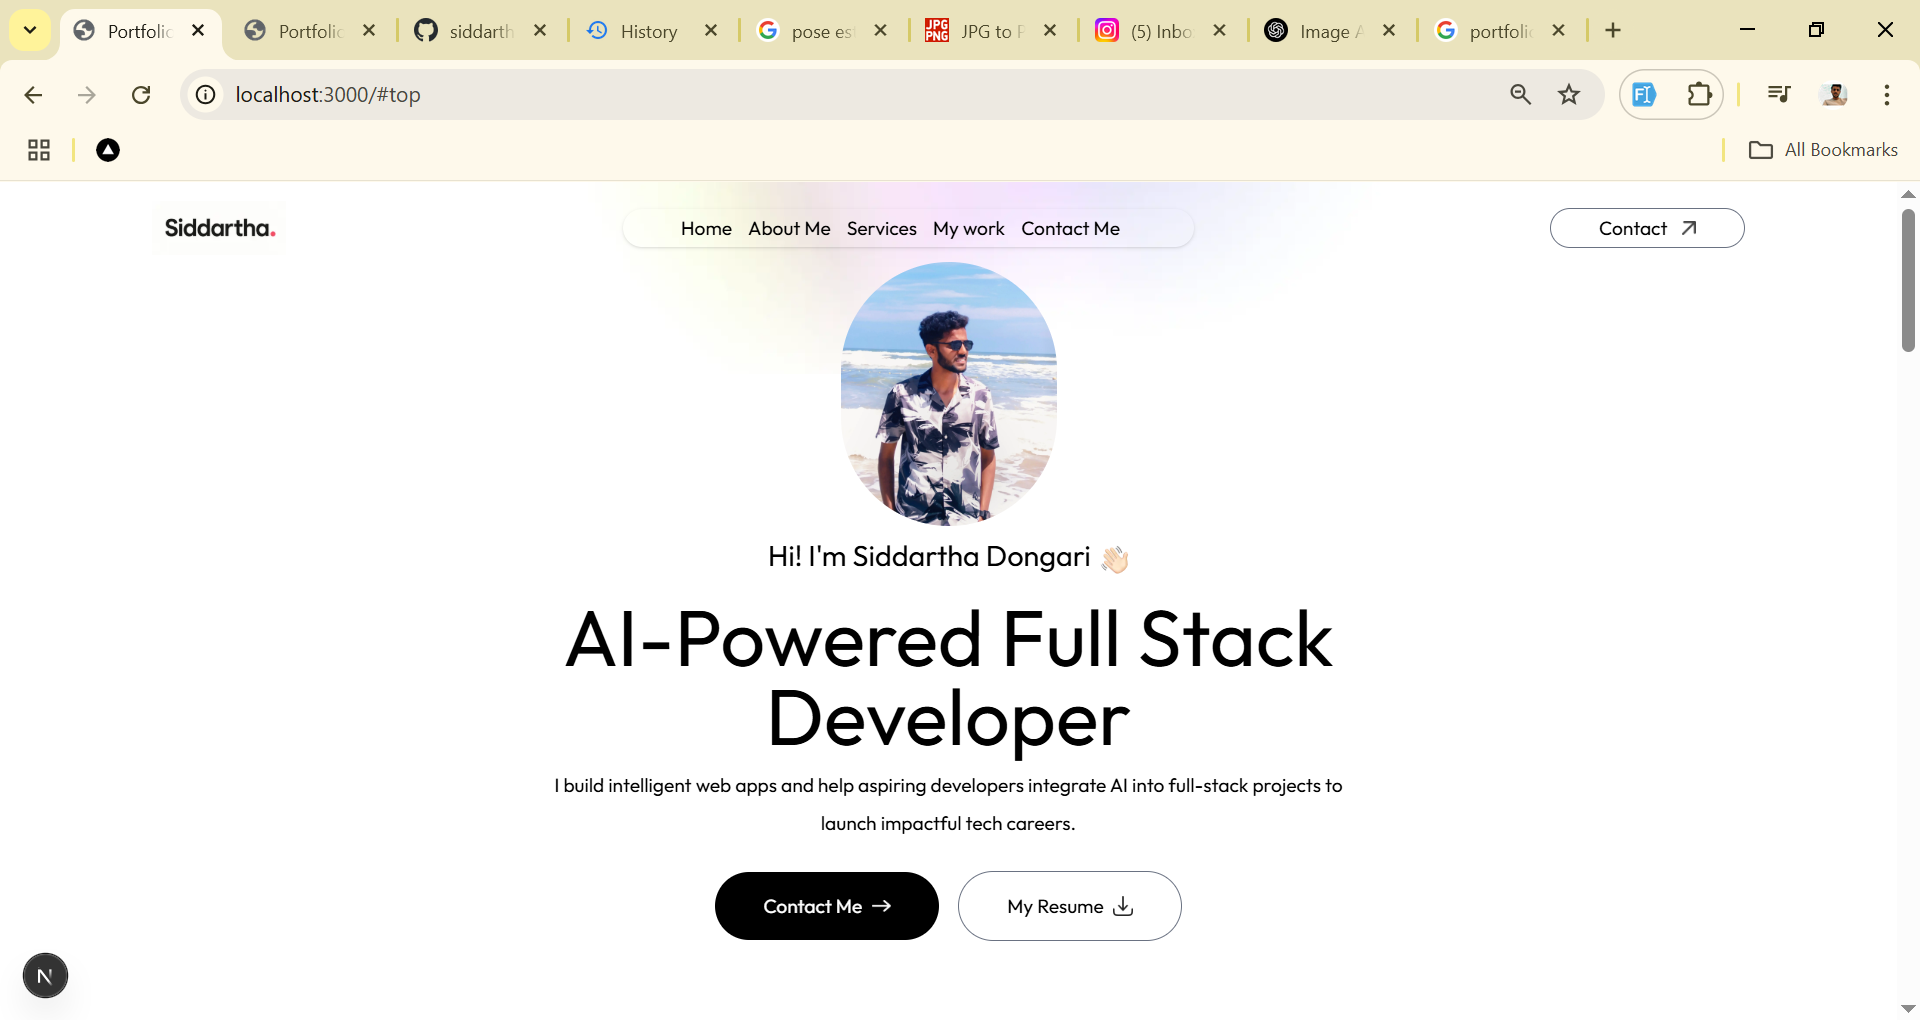 Portfolio
Portfolio
siddarth
History
pose est
JPG to P
(5) Inbo
Image A
portfolio
localhost:3000/#top
All Bookmarks
Siddartha.
Home About Me Services My work Contact Me
Contact
Hi! I'm Siddartha Dongari 👋🏻
AI-Powered Full Stack
Developer
I build intelligent web apps and help aspiring developers integrate AI into full-stack projects to
launch impactful tech careers.
Contact Me →
My Resume
N